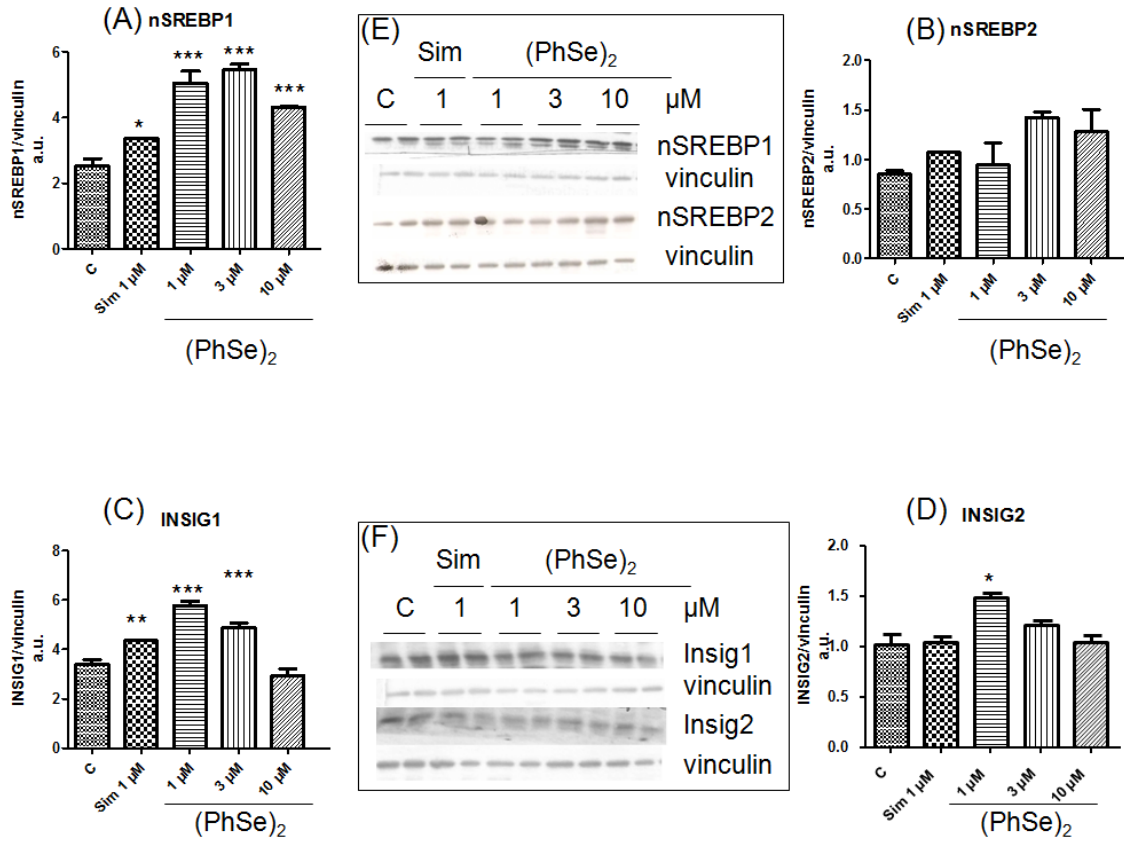 (A) nSREBP1
nSREBP1/vinculin
a.u.
6
4
2
0
*
***
***
***
C
Sim 1 µM
1 µM
3 µM
10 µM
(PhSe)2
(E)
Sim
(PhSe)2
C
1
1
3
10
µM
nSREBP1
vinculin
nSREBP2
vinculin
(B)
nSREBP2
nSREBP2/vinculin
a.u.
2.0
1.5
1.0
0.5
0.0
C
Sim 1 µM
1 µM
3 µM
10 µM
(PhSe)2
(C)
INSIG1
INSIG1/vinculin
a.u.
8
6
4
2
0
**
***
***
C
Sim 1 µM
1 µM
3 µM
10 µM
(PhSe)2
(F)
Sim
(PhSe)2
C
1
1
3
10
µM
Insig1
vinculin
Insig2
vinculin
(D)
INSIG2
INSIG2/vinculin
a.u.
2.0
1.5
1.0
0.5
0.0
*
C
Sim 1 µM
1 µM
3 µM
10 µM
(PhSe)2